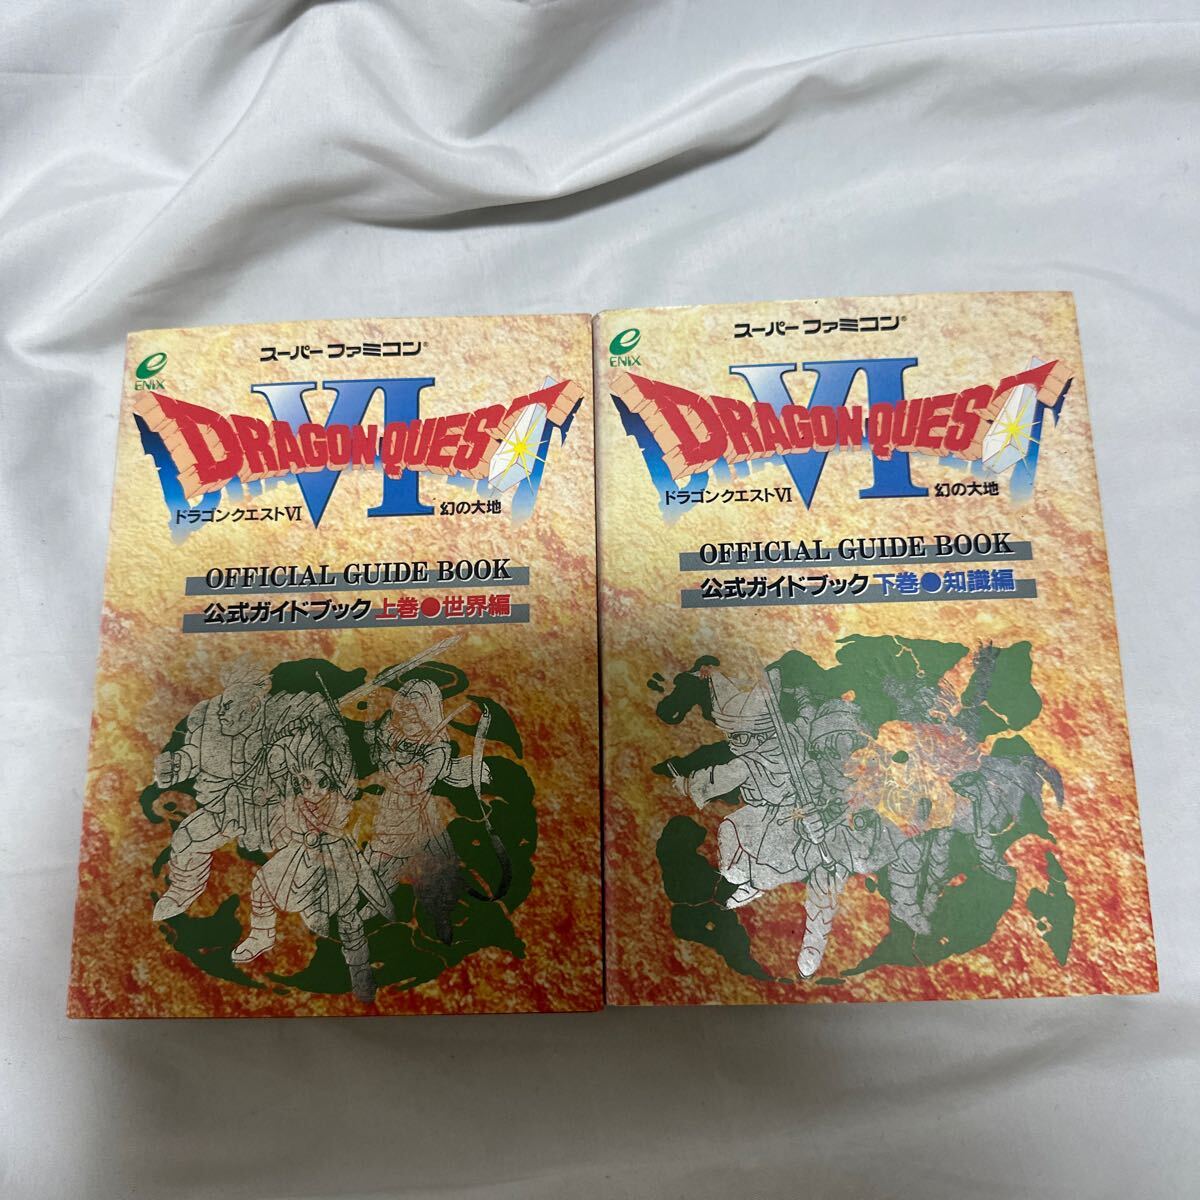 スーパーファミコン®
ENIX
VI
DRAGON QUEST
ドラゴンクエストVI 幻の大地
OFFICIAL GUIDE BOOK
公式ガイドブック 上巻●世界編
スーパーファミコン®
ENIX
VI
DRAGON QUEST
ドラゴンクエストVI 幻の大地
OFFICIAL GUIDE BOOK
公式ガイドブック 下巻●知識編